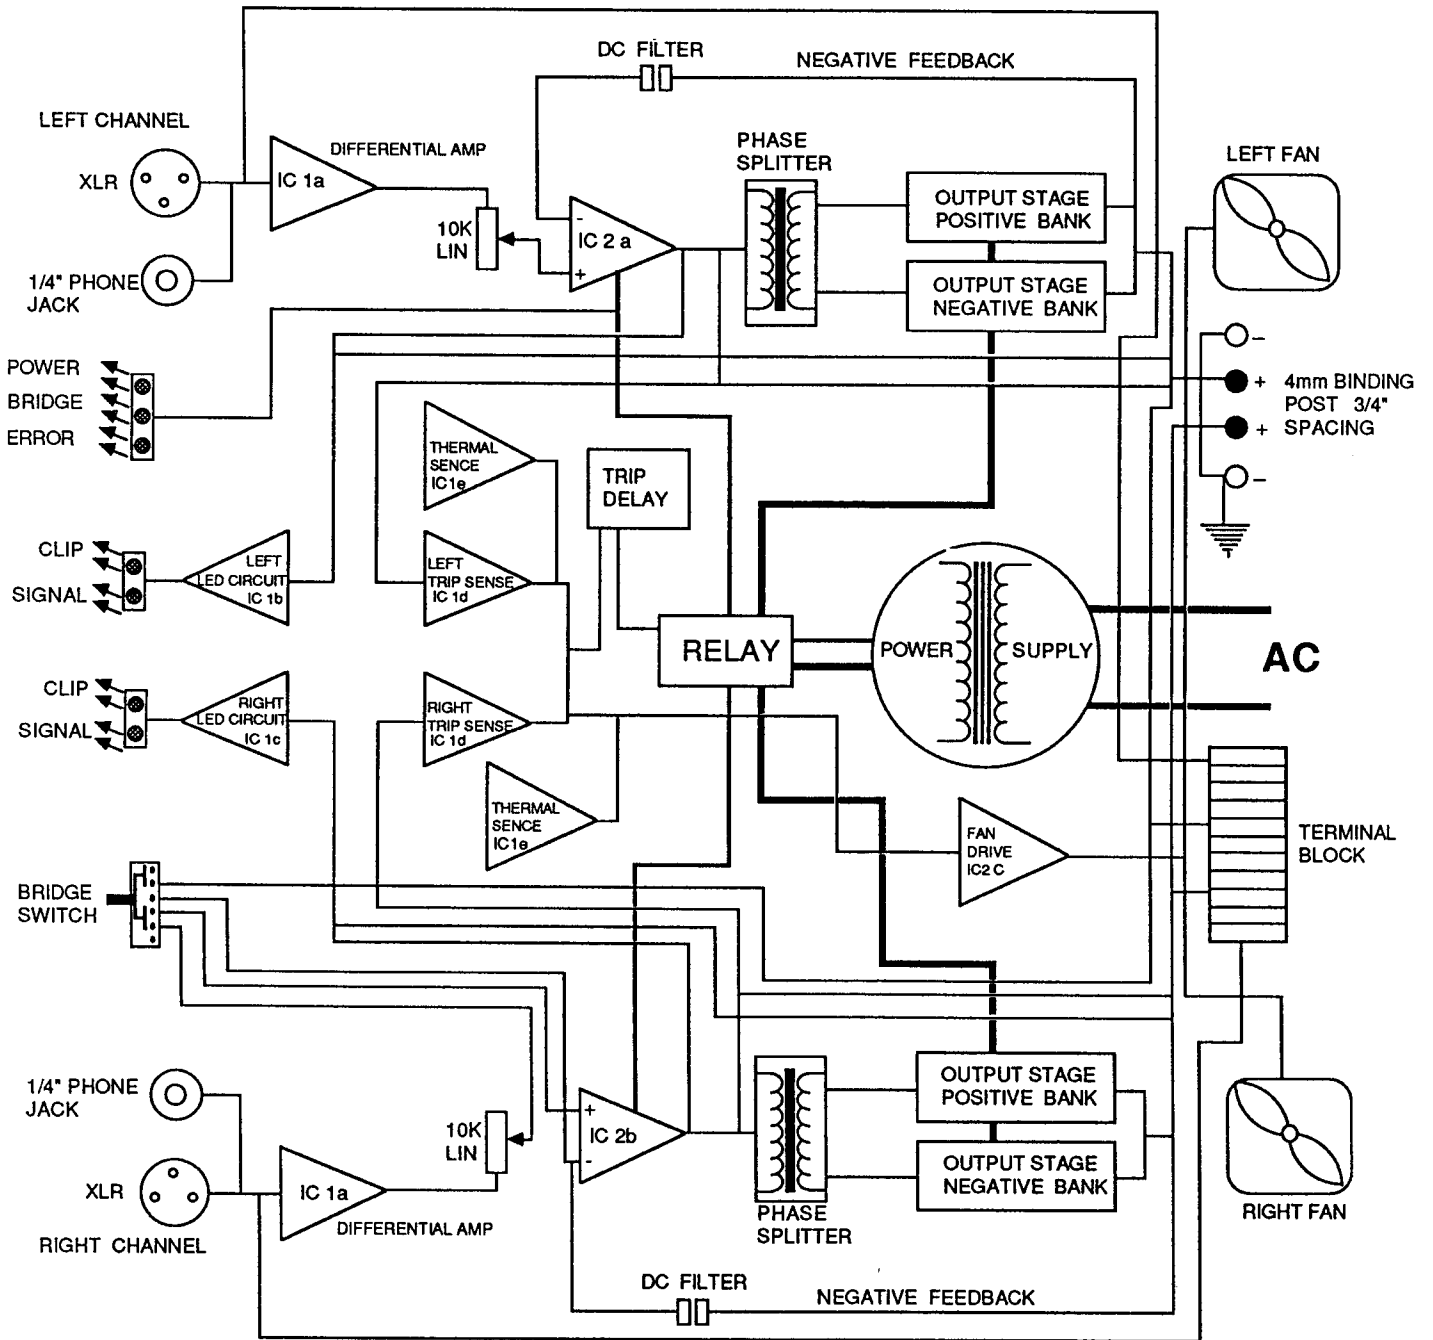 DC FILTER
NEGATIVE FEEDBACK
LEFT CHANNEL
DIFFERENTIAL AMP
PHASE
SPLITTER
LEFT FAN
XLR
IC 1a
OUTPUT STAGE
POSITIVE BANK
10K
LIN
-
IC 2 a
+
1/4" PHONE
JACK
OUTPUT STAGE
NEGATIVE BANK
–
POWER
BRIDGE
ERROR
+ 4mm BINDING
POST 3/4"
+ SPACING
–
THERMAL
SENCE
IC1e
TRIP
DELAY
CLIP
SIGNAL
LEFT
LED CIRCUIT
IC 1b
LEFT
TRIP SENSE
IC 1d
RELAY
POWER SUPPLY
AC
CLIP
SIGNAL
RIGHT
LED CIRCUIT
IC 1c
RIGHT
TRIP SENSE
IC 1d
THERMAL
SENCE
IC1e
FAN
DRIVE
IC2 C
TERMINAL
BLOCK
BRIDGE
SWITCH
1/4" PHONE
JACK
10K
LIN
+
IC 2b
-
OUTPUT STAGE
POSITIVE BANK
OUTPUT STAGE
NEGATIVE BANK
XLR
IC 1a
DIFFERENTIAL AMP
RIGHT CHANNEL
PHASE
SPLITTER
RIGHT FAN
DC FILTER
NEGATIVE FEEDBACK